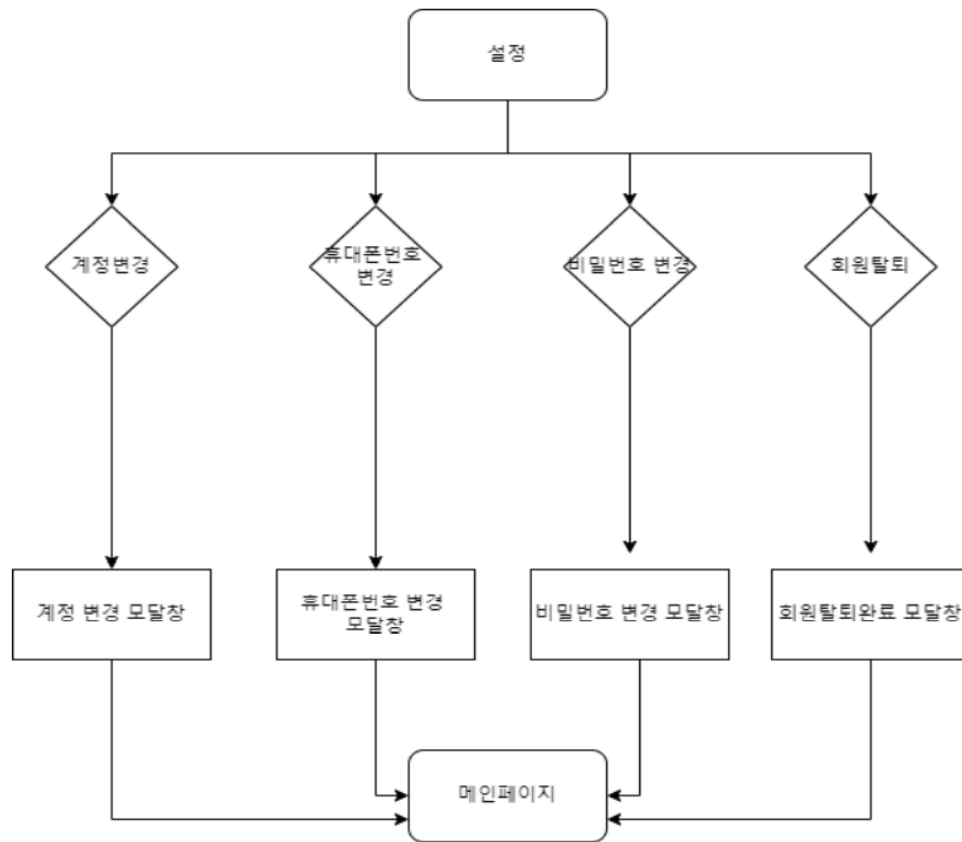 설정
계정변경
휴대폰번호
변경
비밀번호 변경
회원탈퇴
계정 변경 모달창
휴대폰번호 변경
모달창
비밀번호 변경 모달창
회원탈퇴완료 모달창
메인페이지